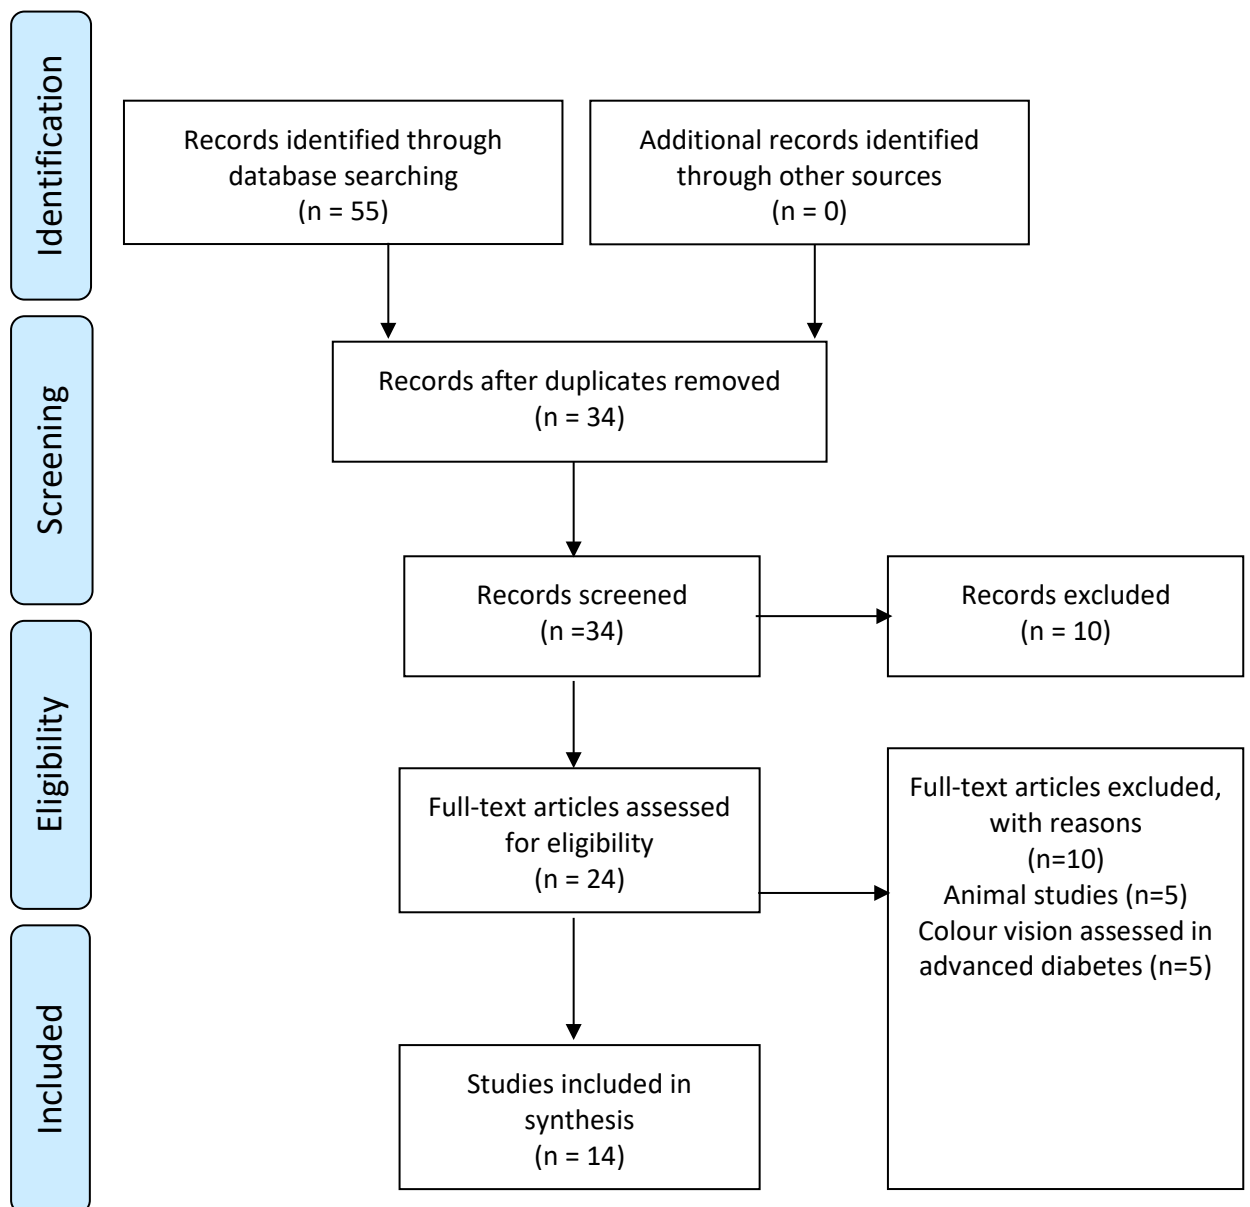 Identification
Records identified through
database searching
(n = 55)
Additional records identified
through other sources
(n = 0)
Screening
Records after duplicates removed
(n = 34)
Records screened
(n =34)
Records excluded
(n = 10)
Eligibility
Full-text articles assessed
for eligibility
(n = 24)
Full-text articles excluded,
with reasons
(n=10)
Animal studies (n=5)
Colour vision assessed in
advanced diabetes (n=5)
Included
Studies included in
synthesis
(n = 14)